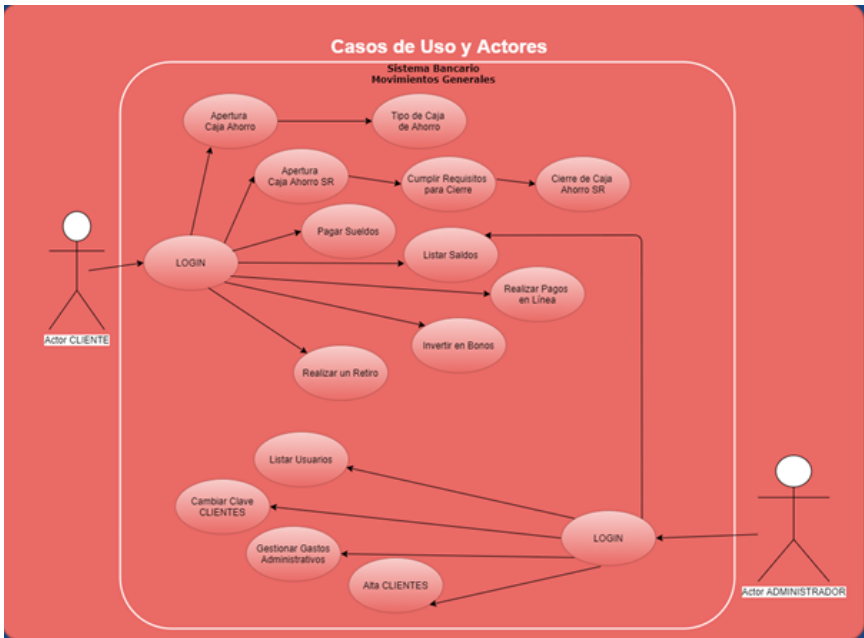 Casos de Uso y Actores
Sistema Bancario
Movimientos Generales
Apertura
Caja Ahorro
Tipo de Caja
de Ahorro
Apertura
Caja Ahorro SR
Cumplir Requisitos
para Cierre
Cierre de Caja
Ahorro SR
Pagar Sueldos
Listar Saldos
LOGIN
Realizar Pagos
en Línea
Actor CLIENTE
Invertir en Bonos
Realizar un Retiro
Listar Usuarios
Cambiar Clave
CLIENTES
LOGIN
Gestionar Gastos
Administrativos
Alta CLIENTES
Actor ADMINISTRADOR